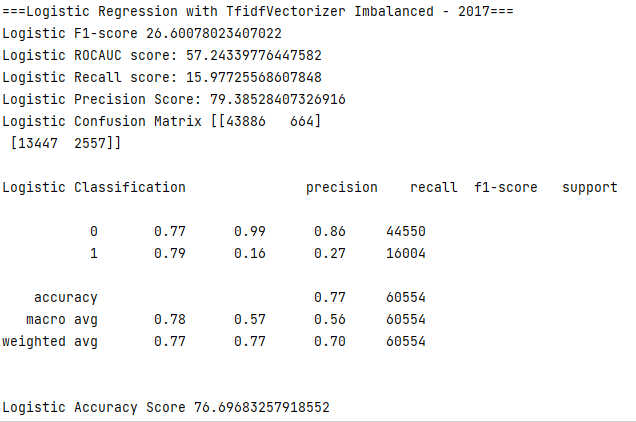 ===Logistic Regression with TfidfVectorizer Imbalanced - 2017===
Logistic F1-score 26.60078023407022
Logistic ROCAUC score: 57.24339776447582
Logistic Recall score: 15.97725568607848
Logistic Precision Score: 79.38528407326916
Logistic Confusion Matrix [[43886   664]
 [13447  2557]]
Logistic Classification               precision    recall  f1-score   support
           0       0.77      0.99      0.86     44550
           1       0.79      0.16      0.27     16004
    accuracy                           0.77     60554
   macro avg       0.78      0.57      0.56     60554
weighted avg       0.77      0.77      0.70     60554
Logistic Accuracy Score 76.69683257918552